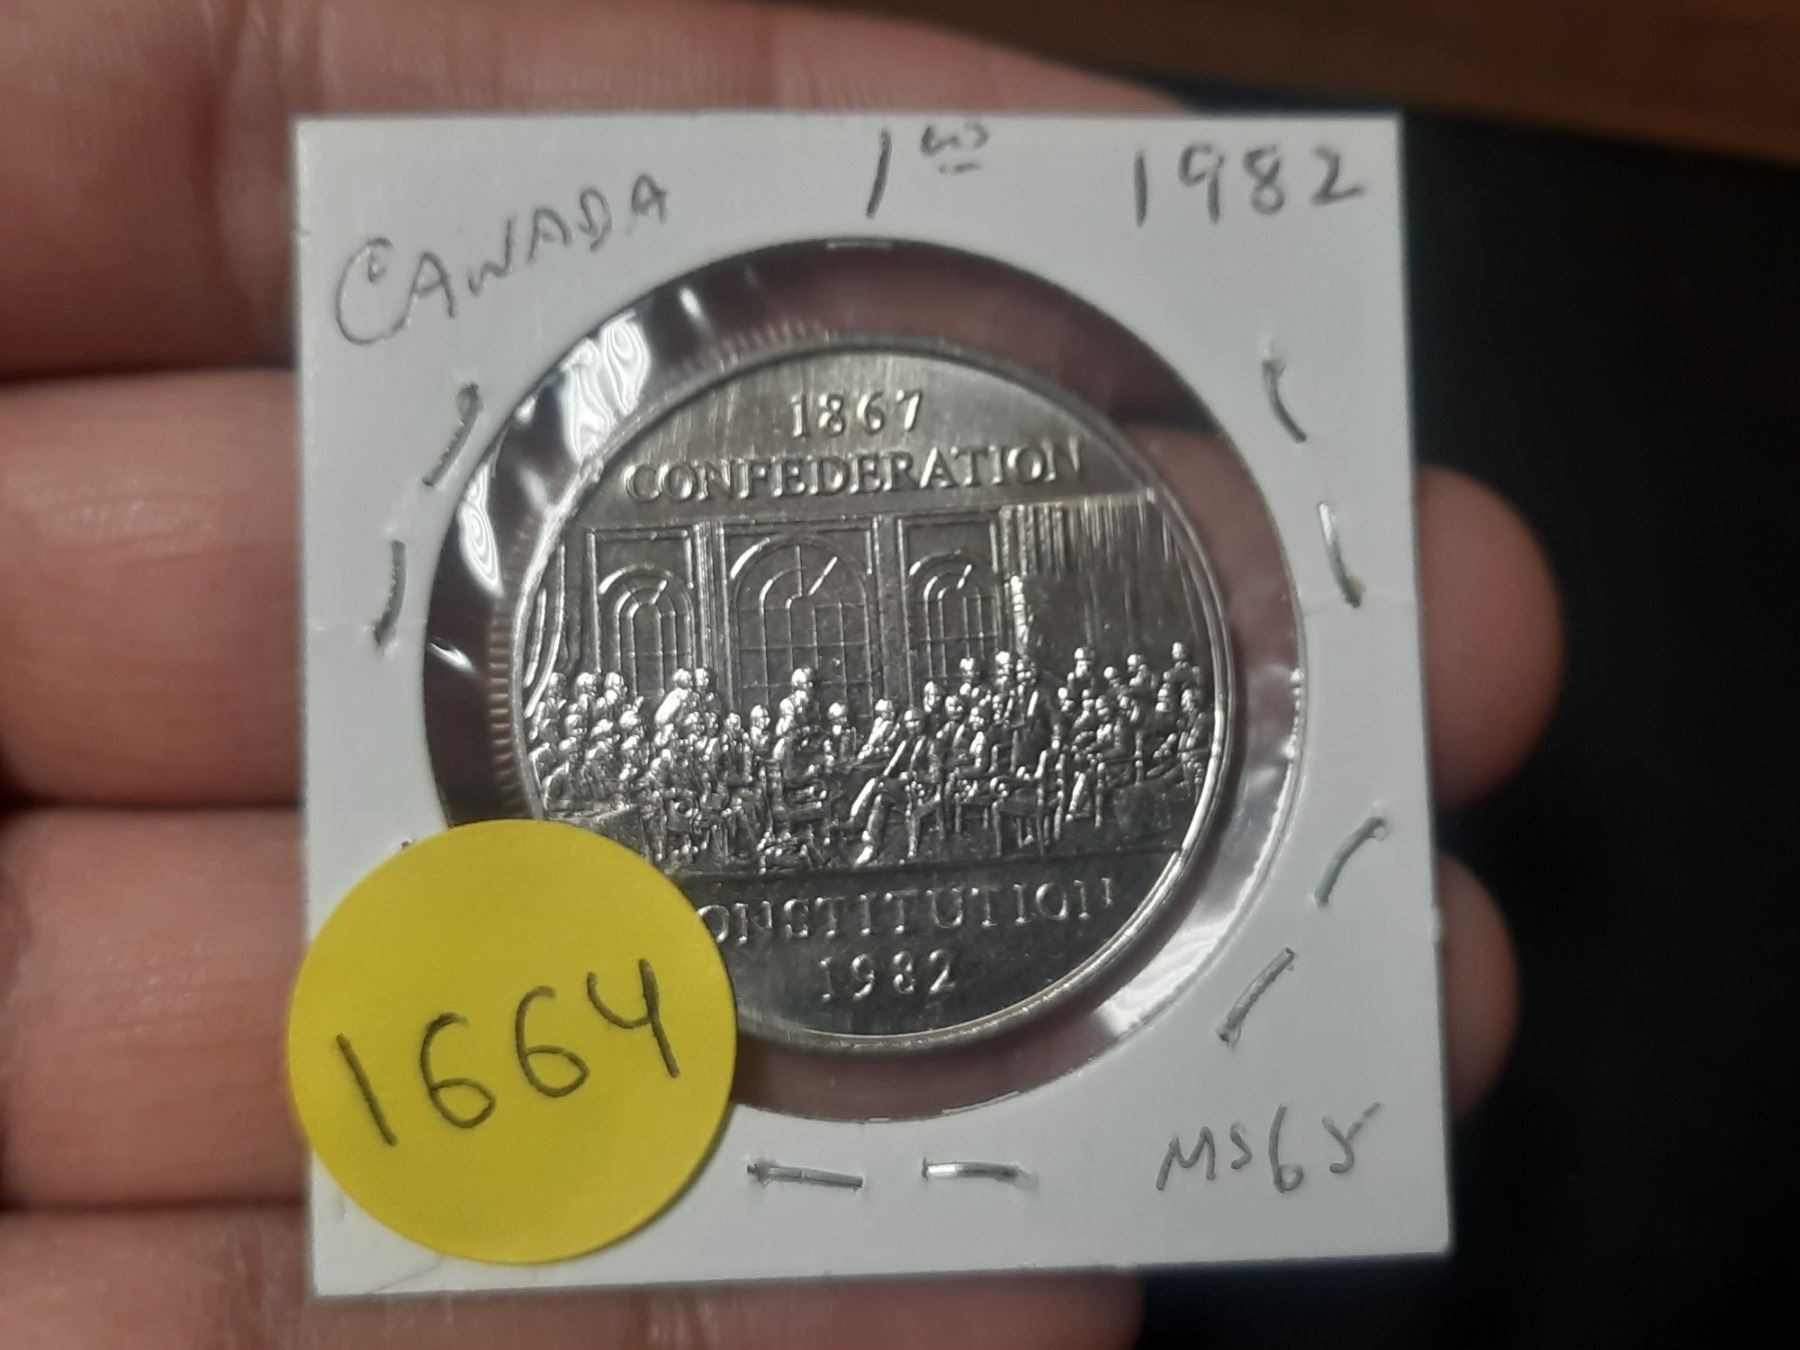 CANADA 1.00 1982
1867
CONFEDERATION
CONSTITUTION
1982
1664
MS65